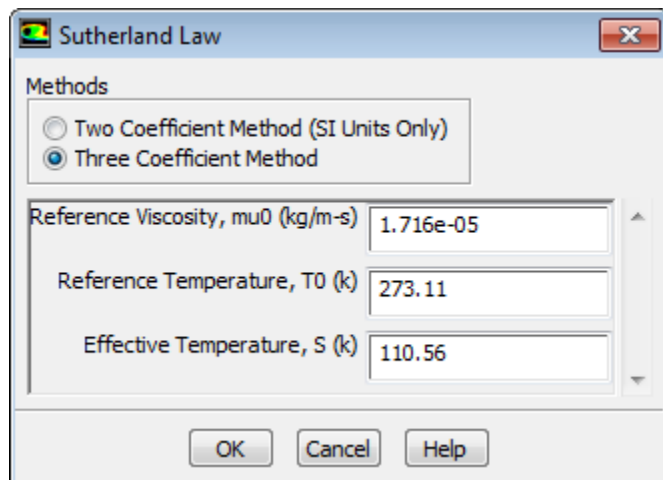 Sutherland Law
Methods
Two Coefficient Method (SI Units Only)
Three Coefficient Method
Reference Viscosity, mu0 (kg/m-s) 1.716e-05
Reference Temperature, T0 (k) 273.11
Effective Temperature, S (k) 110.56
OK Cancel Help